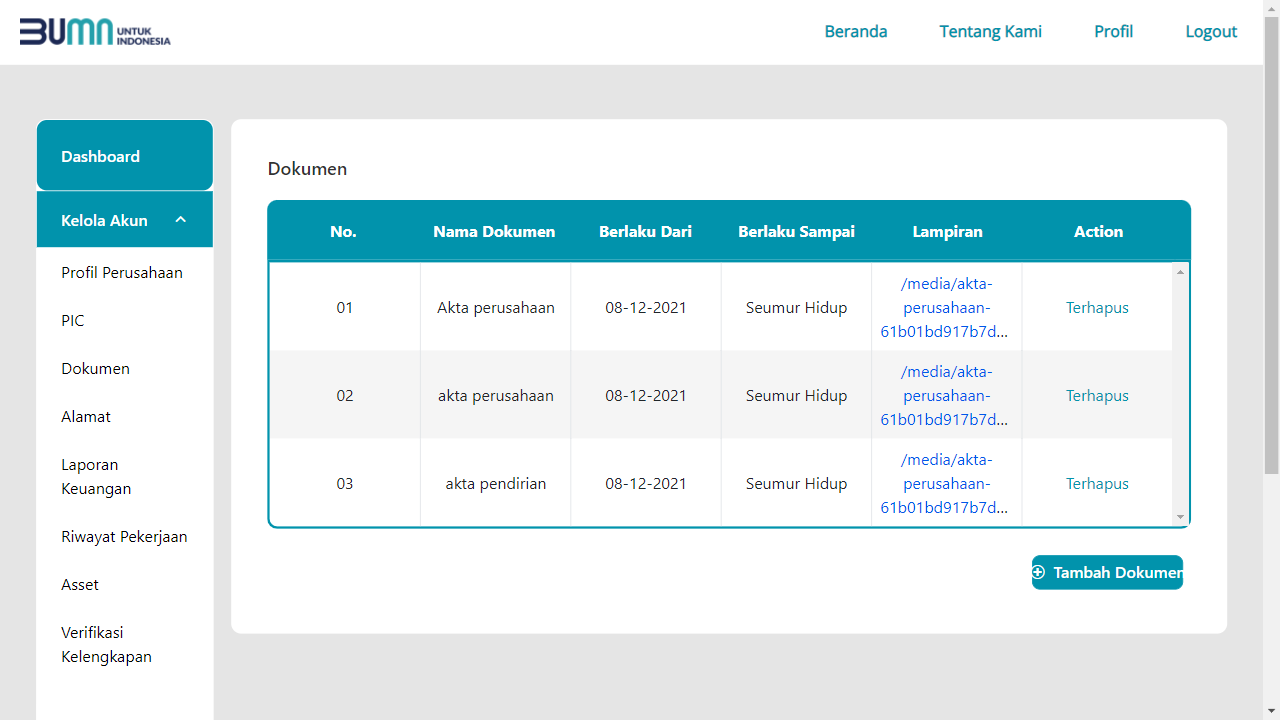 BUMN UNTUK
INDONESIA
Beranda Tentang Kami Profil Logout
Dashboard
Kelola Akun
Profil Perusahaan
PIC
Dokumen
Alamat
Laporan
Keuangan
Riwayat Pekerjaan
Asset
Verifikasi
Kelengkapan
Dokumen
No. Nama Dokumen Berlaku Dari Berlaku Sampai Lampiran Action
01 Akta perusahaan 08-12-2021 Seumur Hidup /media/akta-
perusahaan-
61b01bd917b7d... Terhapus
02 akta perusahaan 08-12-2021 Seumur Hidup /media/akta-
perusahaan-
61b01bd917b7d... Terhapus
03 akta pendirian 08-12-2021 Seumur Hidup /media/akta-
perusahaan-
61b01bd917b7d... Terhapus
Tambah Dokumen